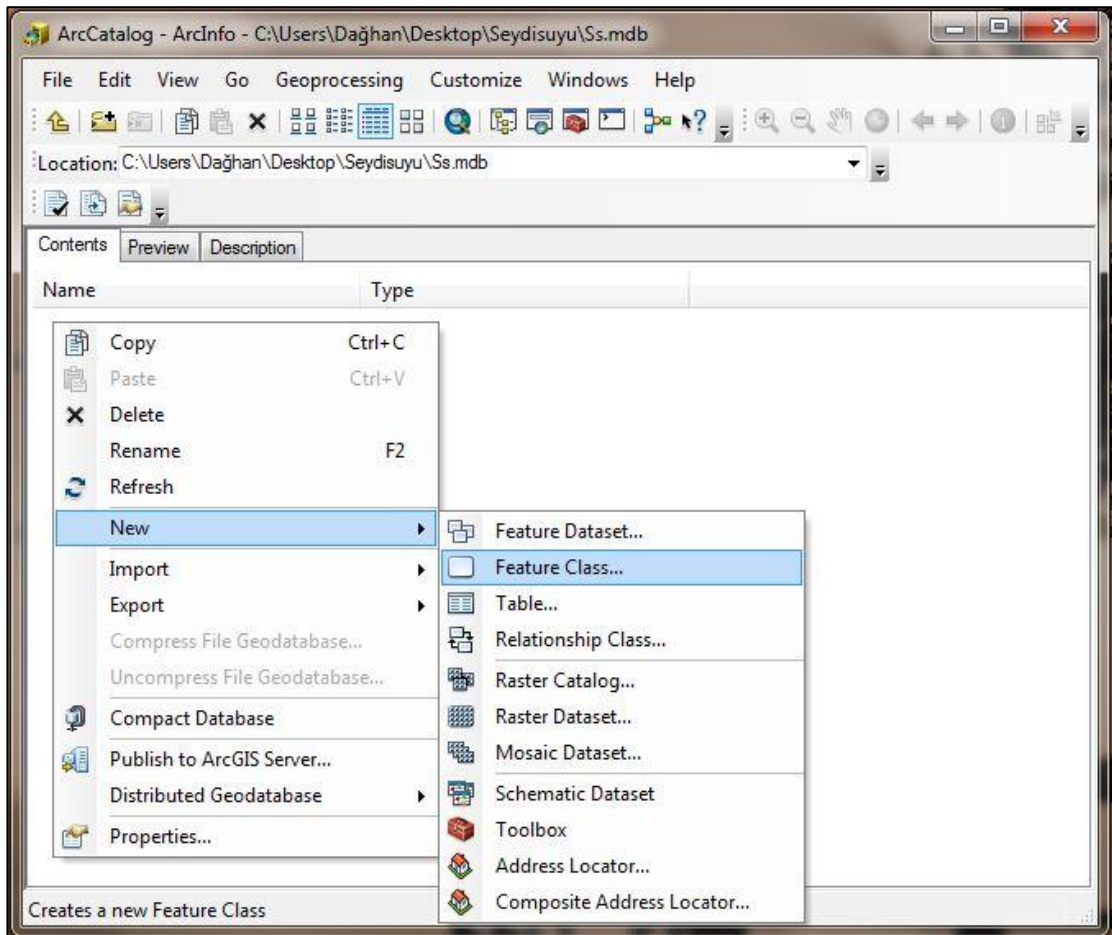 ArcCatalog - ArcInfo - C:\Users\Dağhan\Desktop\Seydisuyu\Ss.mdb
File Edit View Go Geoprocessing Customize Windows Help
Location: C:\Users\Dağhan\Desktop\Seydisuyu\Ss.mdb
Contents Preview Description
Name Type
Copy Ctrl+C
Paste Ctrl+V
Delete
Rename F2
Refresh
New
Import
Export
Compress File Geodatabase...
Uncompress File Geodatabase...
Compact Database
Publish to ArcGIS Server...
Distributed Geodatabase
Properties...
Feature Dataset...
Feature Class...
Table...
Relationship Class...
Raster Catalog...
Raster Dataset...
Mosaic Dataset...
Schematic Dataset
Toolbox
Address Locator...
Composite Address Locator...
Creates a new Feature Class